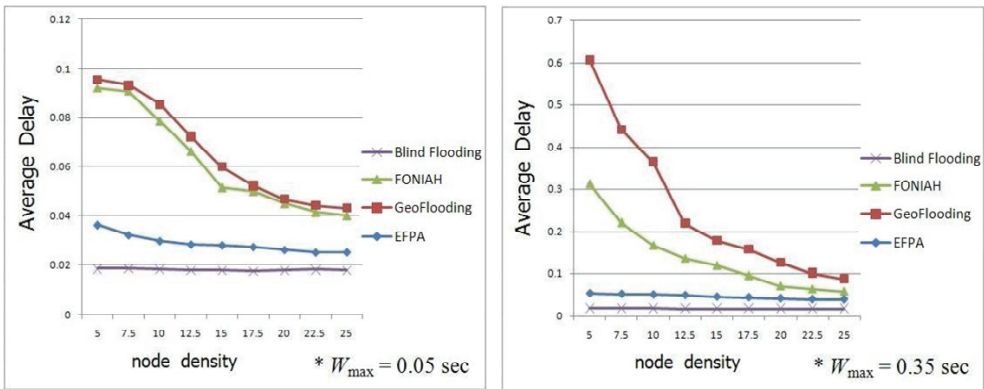 0.12
0.1
0.08
0.06
0.04
0.02
0
Average Delay
5 7.5 10 12.5 15 17.5 20 22.5 25
node density
* Wmax = 0.05 sec
Blind Flooding
FONIAH
GeoFlooding
EFPA
0.7
0.6
0.5
0.4
0.3
0.2
0.1
0
Average Delay
5 7.5 10 12.5 15 17.5 20 22.5 25
node density
* Wmax = 0.35 sec
Blind Flooding
FONIAH
GeoFlooding
EFPA